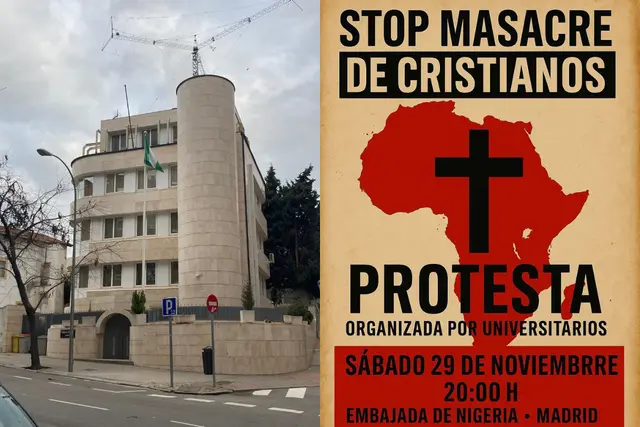 STOP MASACRE
DE CRISTIANOS
PROTESTA
ORGANIZADA POR UNIVERSITARIOS
SÁBADO 29 DE NOVIEMBRRE
20:00 H
EMBAJADA DE NIGERIA • MADRID
P